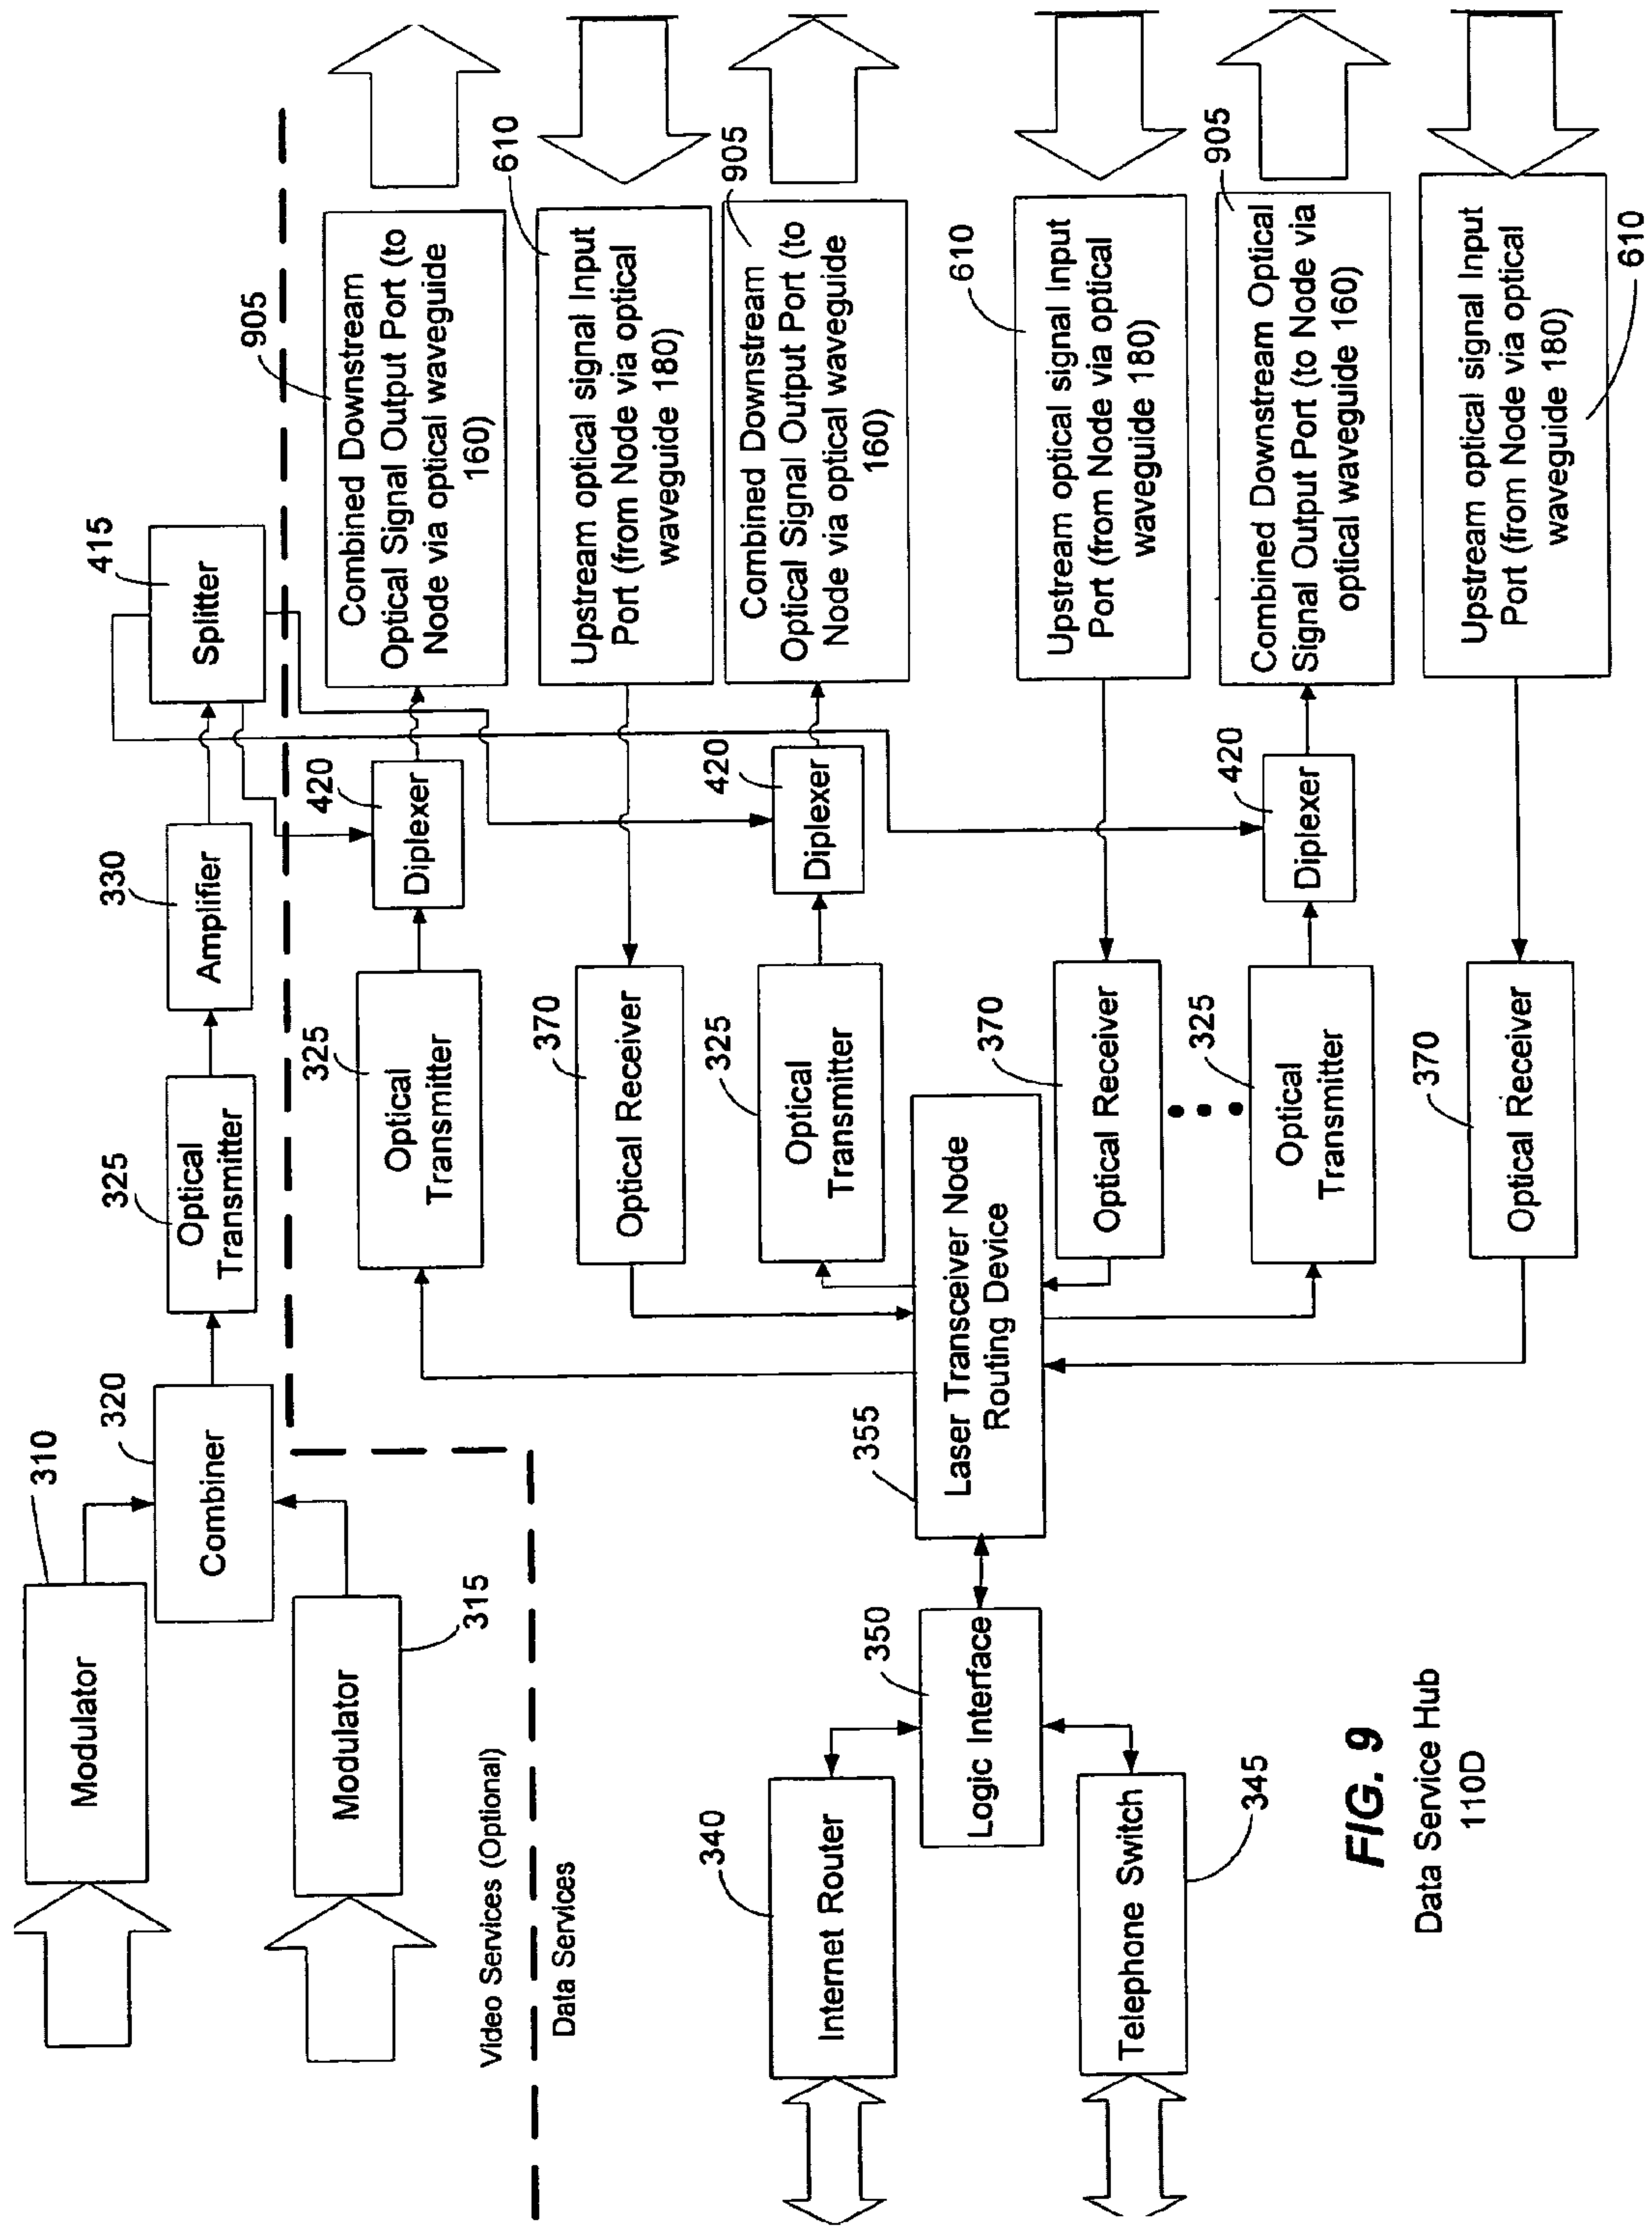 310
Modulator
320
Combiner
325
Optical
Transmitter
330
Amplifier
415
Splitter
Modulator
315
Video Services (Optional)
Data Services
905
Combined Downstream
Optical Signal Output Port (to
Node via optical waveguide
160)
420
Diplexer
325
Optical
Transmitter
610
Upstream optical signal Input
Port (from Node via optical
waveguide 180)
370
Optical Receiver
905
Combined Downstream
Optical Signal Output Port (to
Node via optical waveguide
160)
420
Diplexer
325
Optical
Transmitter
340
Internet Router
350
Logic Interface
355
Laser Transceiver Node
Routing Device
610
Upstream optical signal Input
Port (from Node via optical
waveguide 180)
370
Optical Receiver
Telephone Switch
345
905
Combined Downstream Optical
Signal Output Port (to Node via
optical waveguide 160)
420
Diplexer
325
Optical
Transmitter
370
Optical Receiver
Upstream optical signal Input
Port (from Node via optical
waveguide 180)
610
FIG. 9
Data Service Hub
110D